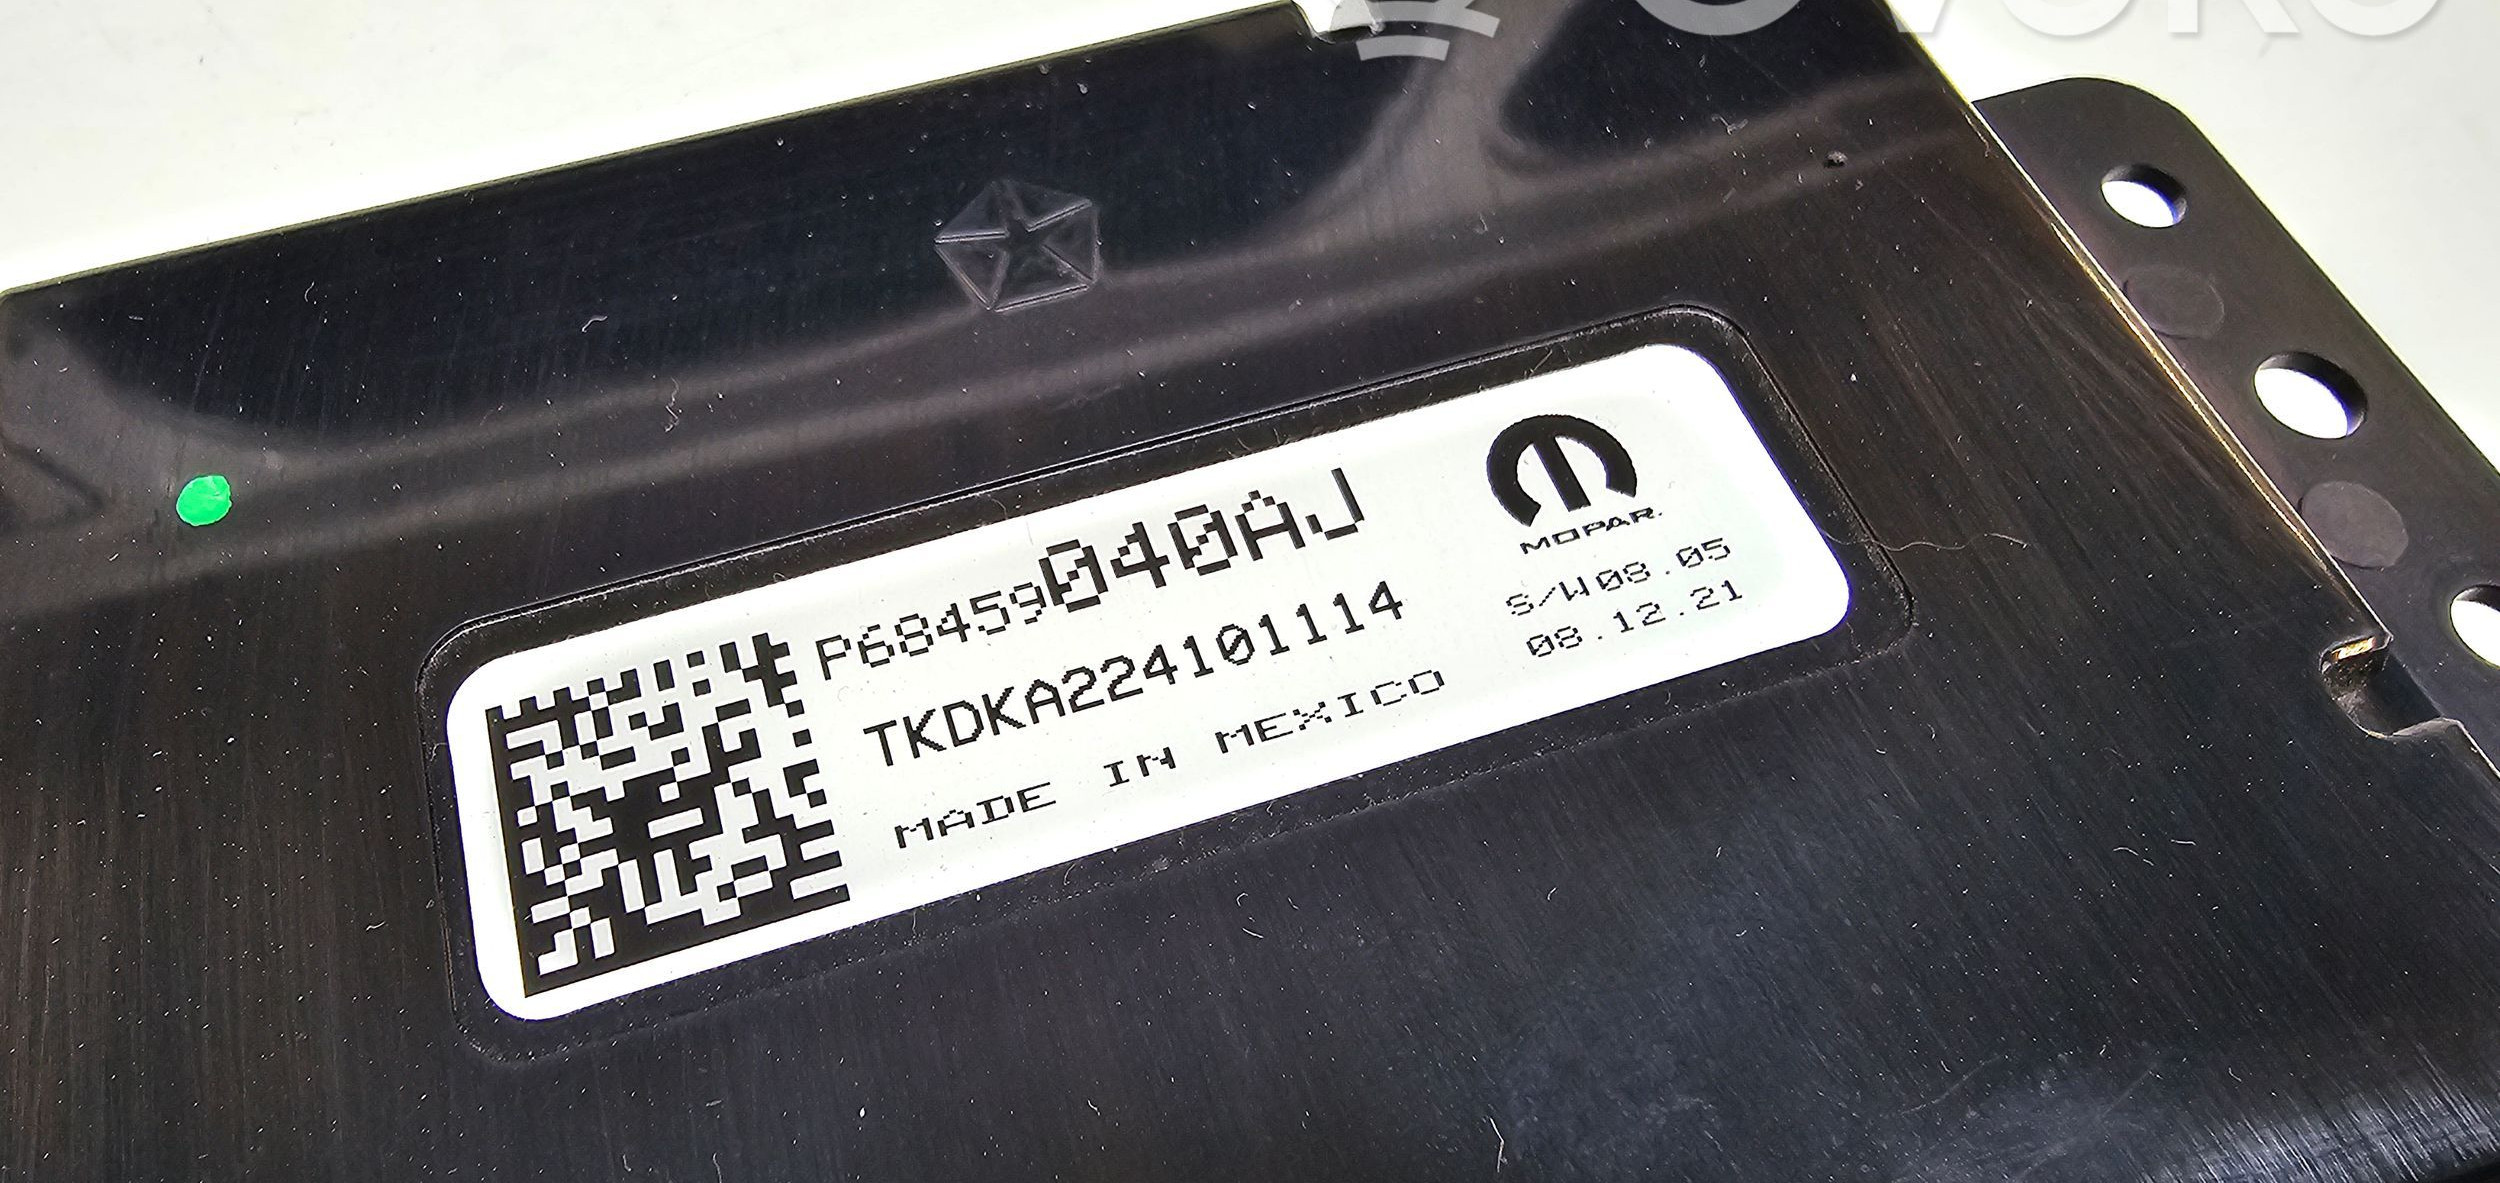 P68459040AJ
TKDKA224101114
MADE IN MEXICO
MOPAR.
S/W08.05
08.12.21